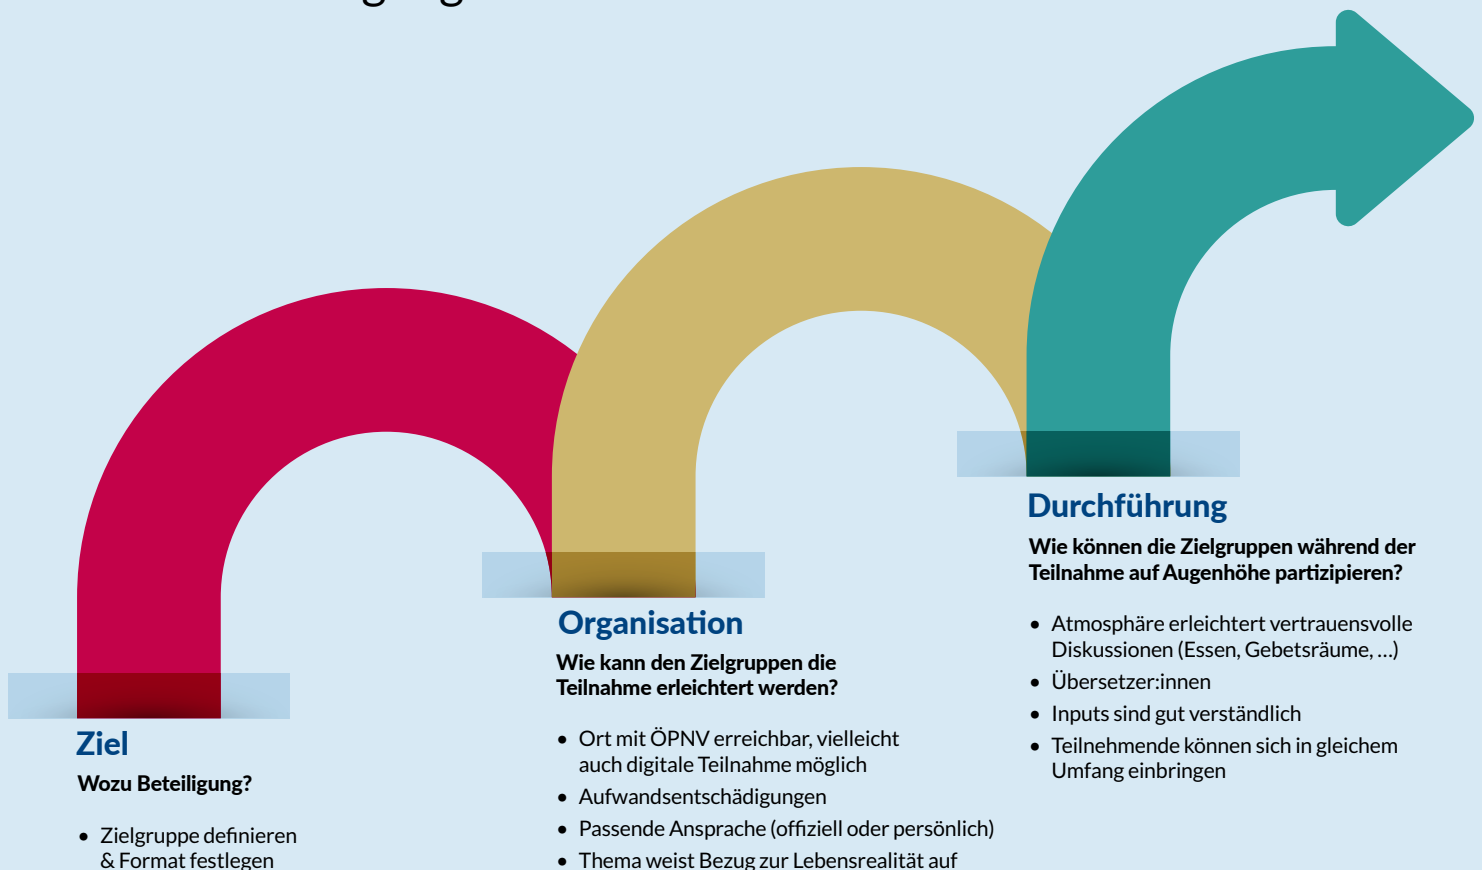 Ziel
Wozu Beteiligung?
• Zielgruppe definieren
& Format festlegen
Organisation
Wie kann den Zielgruppen die
Teilnahme erleichtert werden?
• Ort mit ÖPNV erreichbar, vielleicht
auch digitale Teilnahme möglich
• Aufwandsentschädigungen
• Passende Ansprache (offiziell oder persönlich)
• Thema weist Bezug zur Lebensrealität auf
Durchführung
Wie können die Zielgruppen während der
Teilnahme auf Augenhöhe partizipieren?
• Atmosphäre erleichtert vertrauensvolle
Diskussionen (Essen, Gebetsräume, ...)
• Übersetzer:innen
• Inputs sind gut verständlich
• Teilnehmende können sich in gleichem
Umfang einbringen